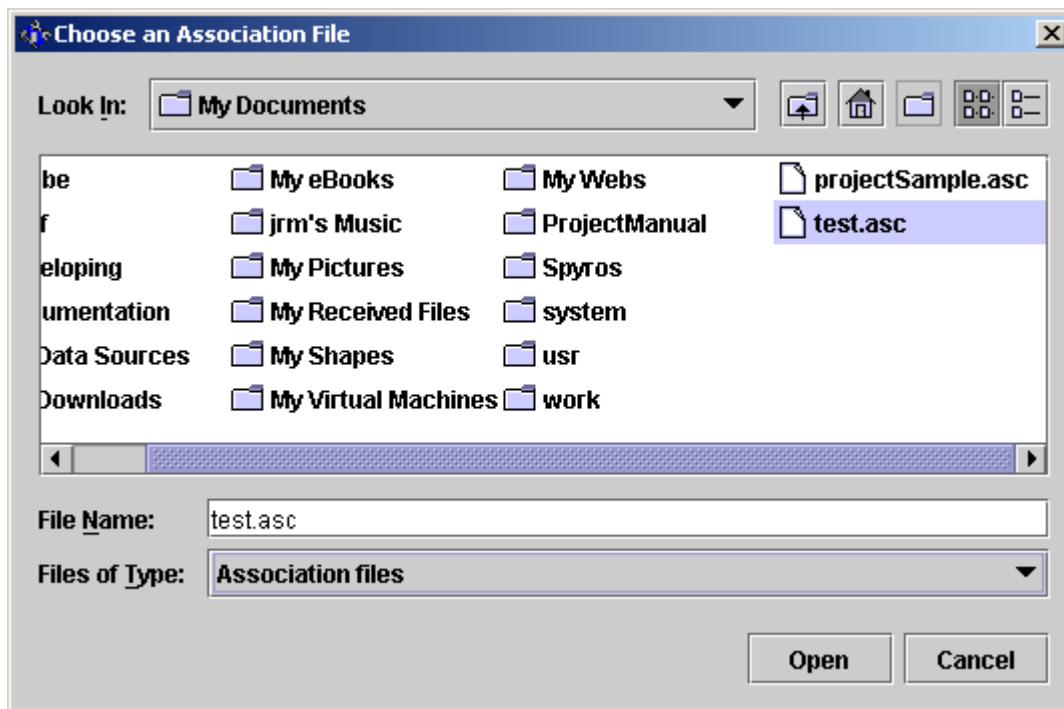 Choose an Association File
Look In: My Documents
be My eBooks My Webs projectSample.asc
f jrm's Music ProjectManual test.asc
eloping My Pictures Spyros
umentation My Received Files system
Data Sources My Shapes usr
Downloads My Virtual Machines work
File Name: test.asc
Files of Type: Association files
Open Cancel